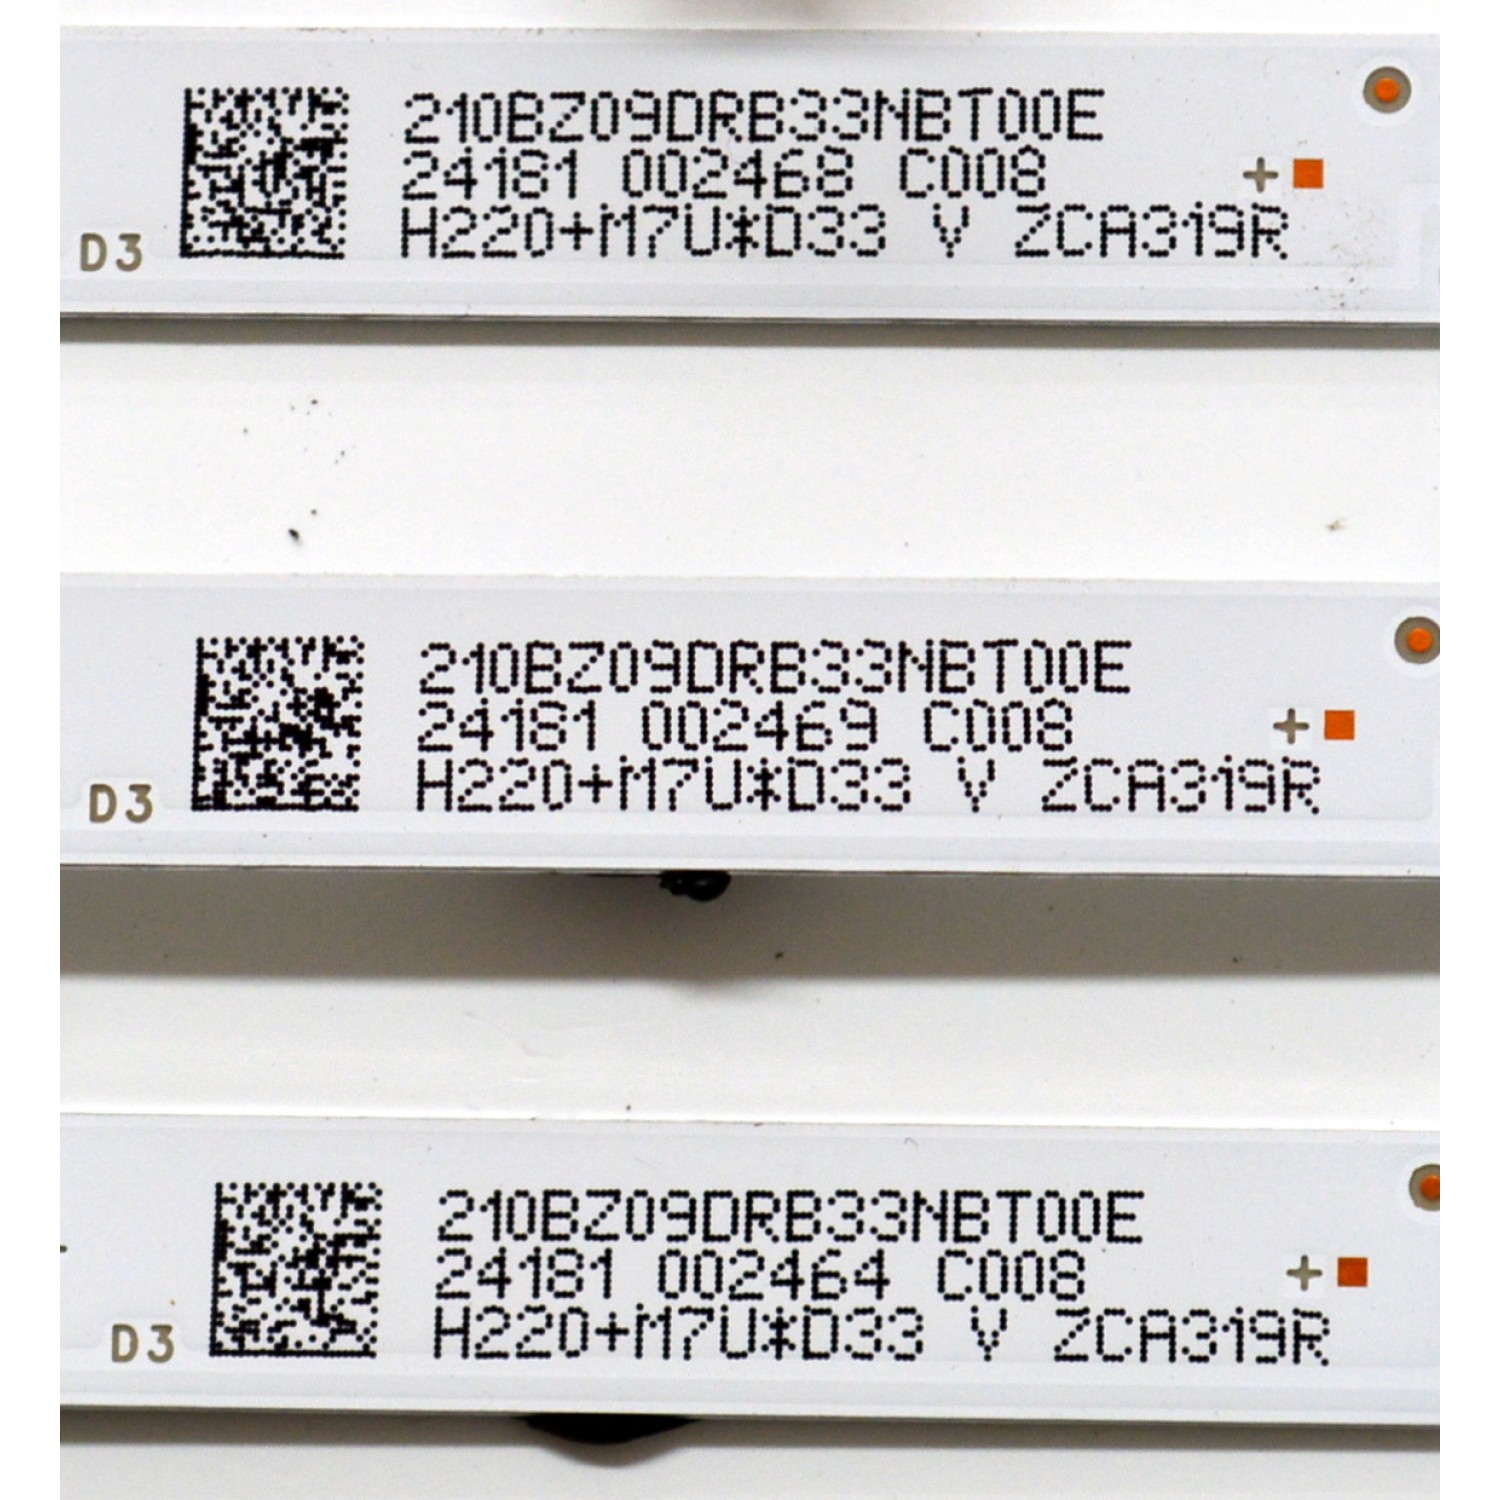 210BZ09DRB33NBT00E
24181 002468 C008
H220+M7U*D33 V ZCA319R
D3
210BZ09DRB33NBT00E
24181 002469 C008
H220+M7U*D33 V ZCA319R
D3
210BZ09DRB33NBT00E
24181 002464 C008
H220+M7U*D33 V ZCA319R
D3